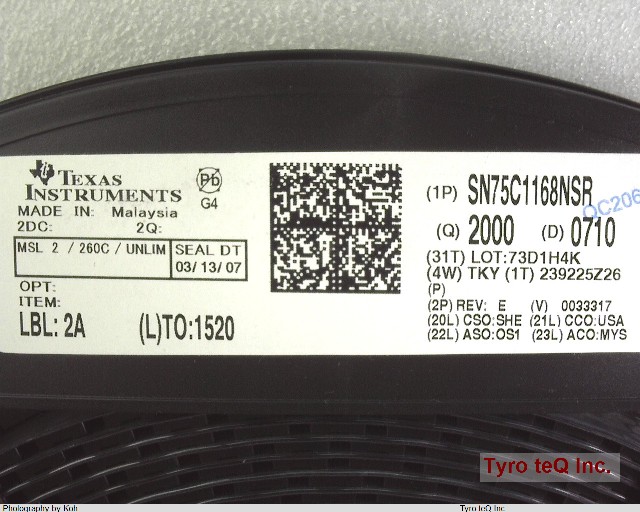 TEXAS
INSTRUMENTS
Pb
G4
MADE IN: Malaysia
2DC: 2Q:
MSL 2 / 260C / UNLIM
SEAL DT
03/13/07
OPT:
ITEM:
LBL: 2A (L)TO:1520
(1P) SN75C1168NSR
QC206
(Q) 2000 (D) 0710
(31T) LOT:73D1H4K
(4W) TKY (1T) 239225Z26
(P)
(2P) REV: E (V) 0033317
(20L) CSO:SHE (21L) CCO:USA
(22L) ASO:OS1 (23L) ACO:MYS
Tyro teQ Inc.
Photography by Koh Tyro teQ Inc